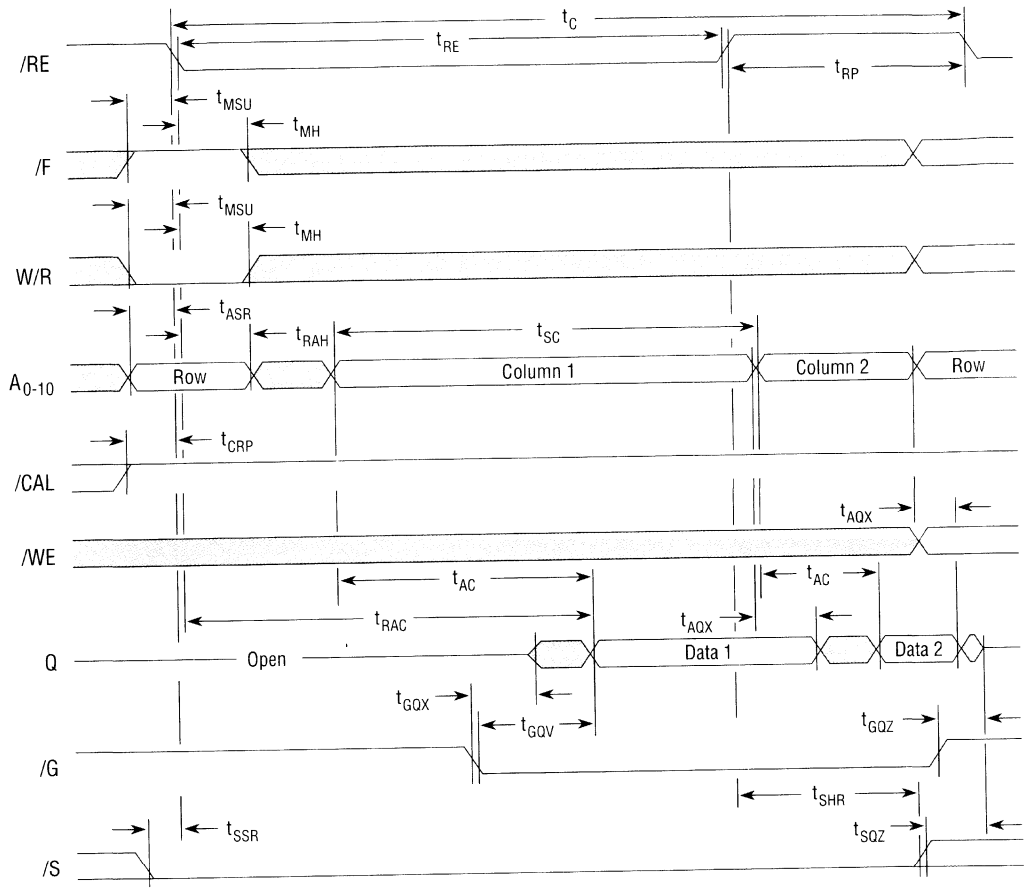 tC
tRE
/RE
tRP
tMSU
tMH
/F
tMSU
tMH
W/R
tASR
tRAH
tSC
A0-10
Row
Column 1
Column 2
Row
tCRP
/CAL
tAQX
/WE
tAC
tAC
tRAC
tAQX
Q
Open
Data 1
Data 2
tGQX
tGQV
tGQZ
/G
tSHR
tSSR
tSQZ
/S